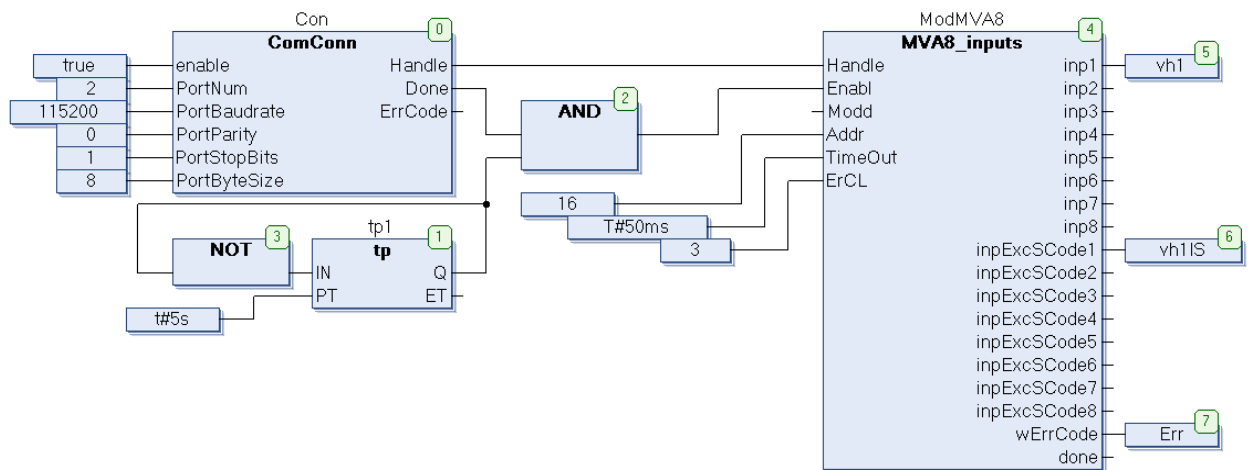 Con
ComConn
0
true
enable
Handle
2
PortNum
Done
115200
PortBaudrate
ErrCode
0
PortParity
1
PortStopBits
8
PortByteSize
AND
2
NOT
3
tp1
tp
1
IN
Q
PT
ET
t#5s
16
T#50ms
3
ModMVA8
MVA8_inputs
4
Handle
inp1
vh1
5
Enabl
inp2
Modd
inp3
Addr
inp4
TimeOut
inp5
ErCL
inp6
inp7
inp8
inpExcSCode1
vh1IS
6
inpExcSCode2
inpExcSCode3
inpExcSCode4
inpExcSCode5
inpExcSCode6
inpExcSCode7
inpExcSCode8
wErrCode
Err
7
done